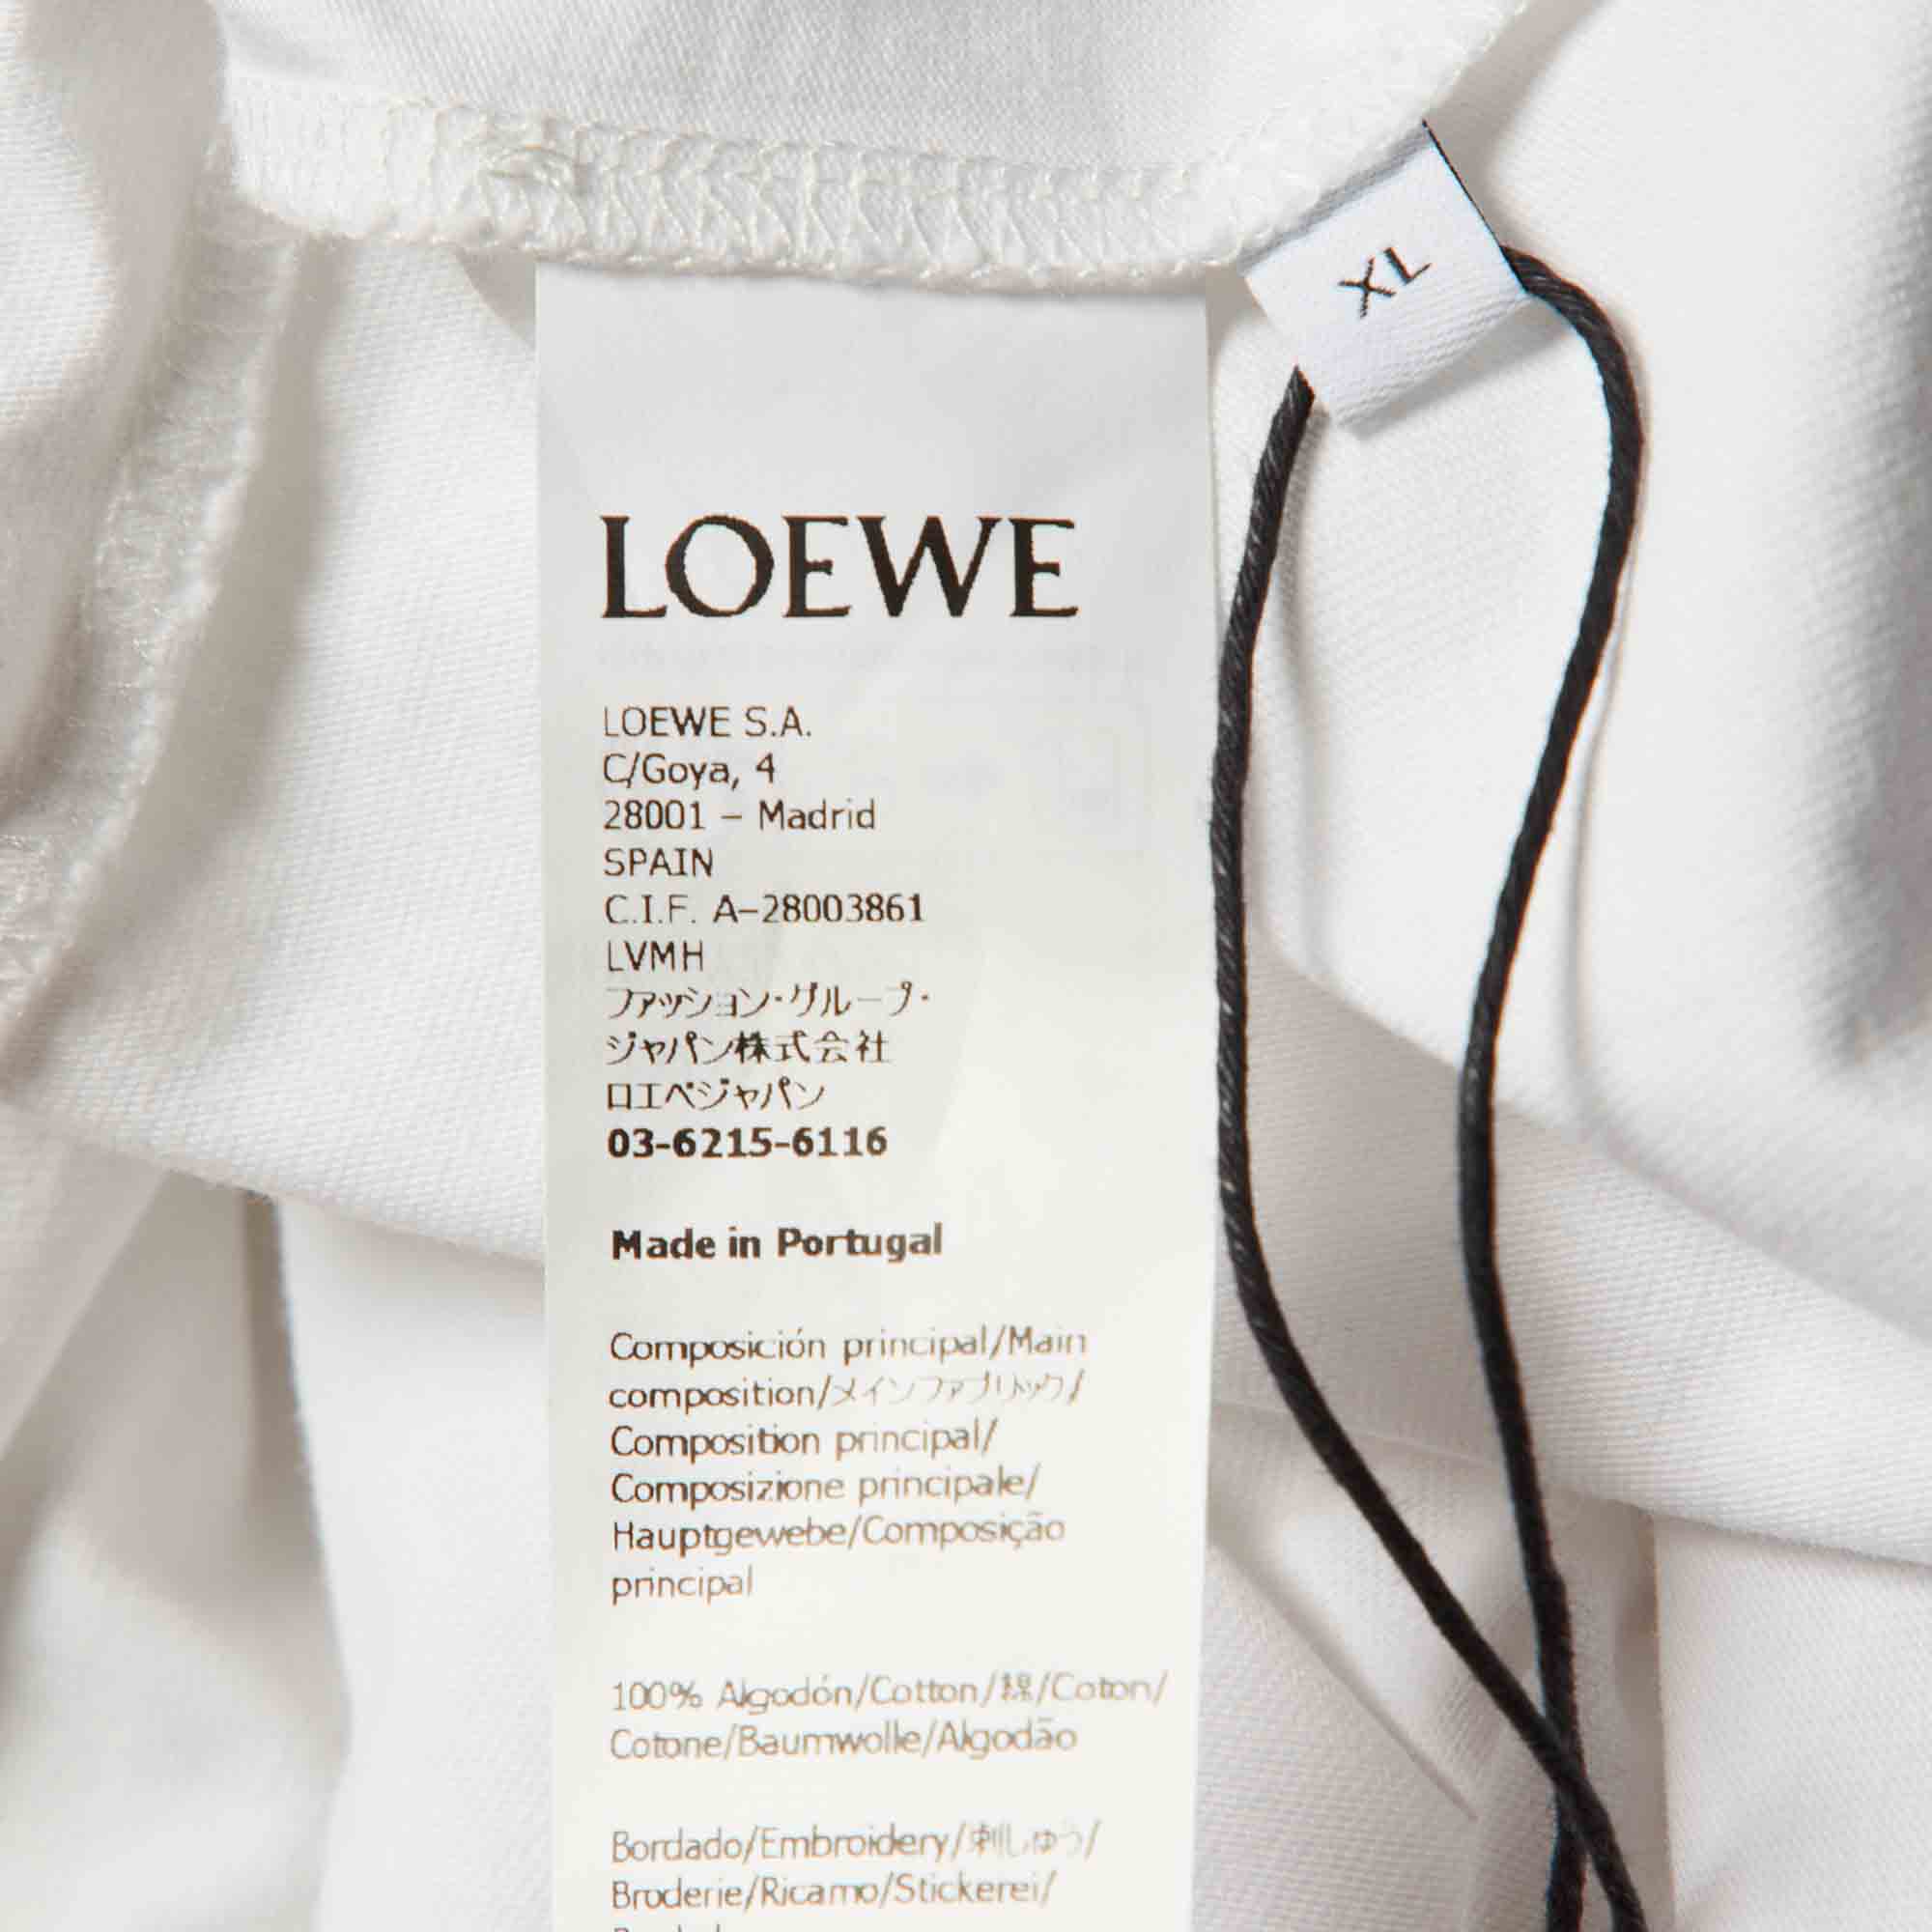 XL
LOEWE
LOEWE S.A.
C/Goya, 4
28001 – Madrid
SPAIN
C.I.F. A–28003861
LVMH
ファッション・グループ・
ジャパン株式会社
ロエベジャパン
03-6215-6116
Made in Portugal
Composición principal/Main
composition/メインファブリック/
Composition principal/
Composizione principale/
Hauptgewebe/Composição
principal
100% Algodón/Cotton/綿/Coton/
Cotone/Baumwolle/Algodão
Bordado/Embroidery/刺しゅう/
Broderie/Ricamo/Stickerei/